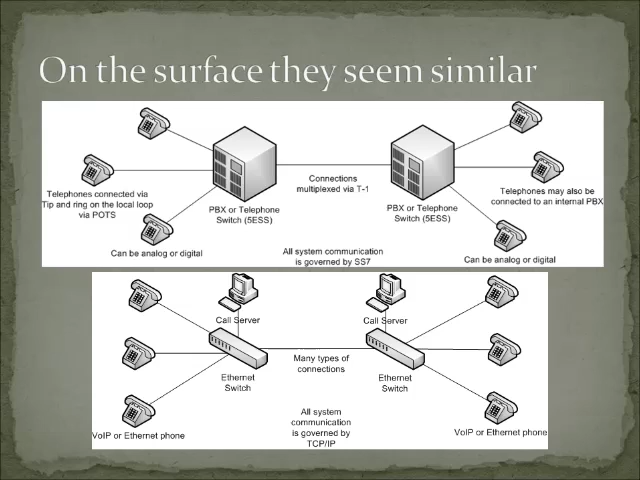 On the surface they seem similar
Telephones connected via
Tip and ring on the local loop
via POTS
Can be analog or digital
PBX or Telephone
Switch (5ESS)
Connections
multiplexed via T-1
All system communication
is governed by SS7
PBX or Telephone
Switch (5ESS)
Telephones may also be
connected to an internal PBX
Can be analog or digital
Call Server
Call Server
Ethernet
Switch
Many types of
connections
Ethernet
Switch
VoIP or Ethernet phone
All system
communication
is governed by
TCP/IP
VoIP or Ethernet phone